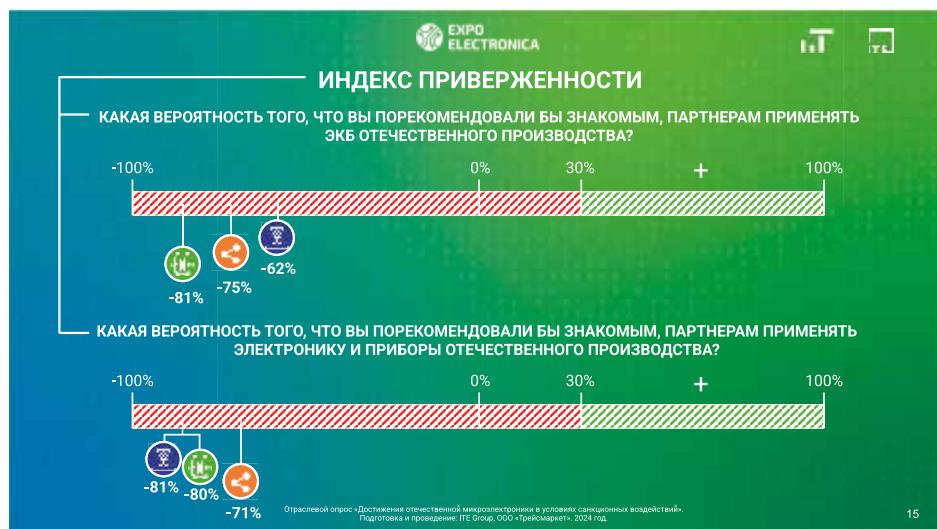 EXPO
ELECTRONICA
ITE
ИНДЕКС ПРИВЕРЖЕННОСТИ
КАКАЯ ВЕРОЯТНОСТЬ ТОГО, ЧТО ВЫ ПОРЕКОМЕНДОВАЛИ БЫ ЗНАКОМЫМ, ПАРТНЕРАМ ПРИМЕНЯТЬ
ЭКБ ОТЕЧЕСТВЕННОГО ПРОИЗВОДСТВА?
-100% 0% 30% + 100%
-62%
-75%
-81%
КАКАЯ ВЕРОЯТНОСТЬ ТОГО, ЧТО ВЫ ПОРЕКОМЕНДОВАЛИ БЫ ЗНАКОМЫМ, ПАРТНЕРАМ ПРИМЕНЯТЬ
ЭЛЕКТРОНИКУ И ПРИБОРЫ ОТЕЧЕСТВЕННОГО ПРОИЗВОДСТВА?
-100% 0% 30% + 100%
-81% -80%
-71%
Отраслевой опрос «Достижения отечественной микроэлектроники в условиях санкционных воздействий».
Подготовка и проведение: ITE Group, ООО «Трейсмаркет». 2024 год.
15